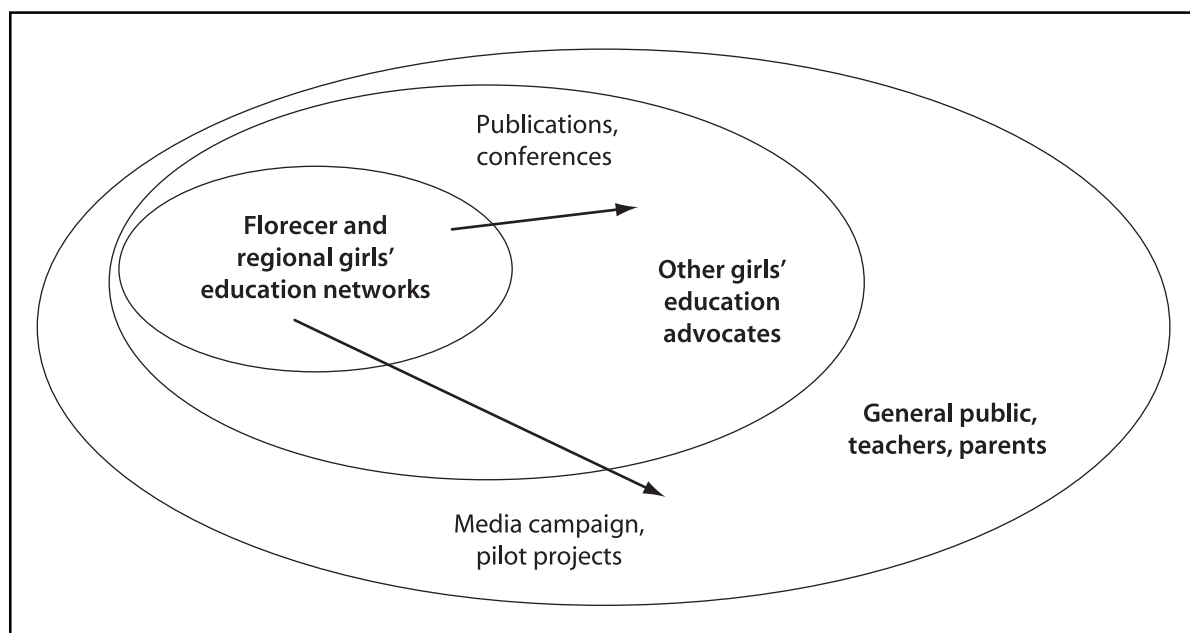 Publications,
conferences
Florecer and
regional girls’
education networks
Other girls’
education
advocates
General public,
teachers, parents
Media campaign,
pilot projects